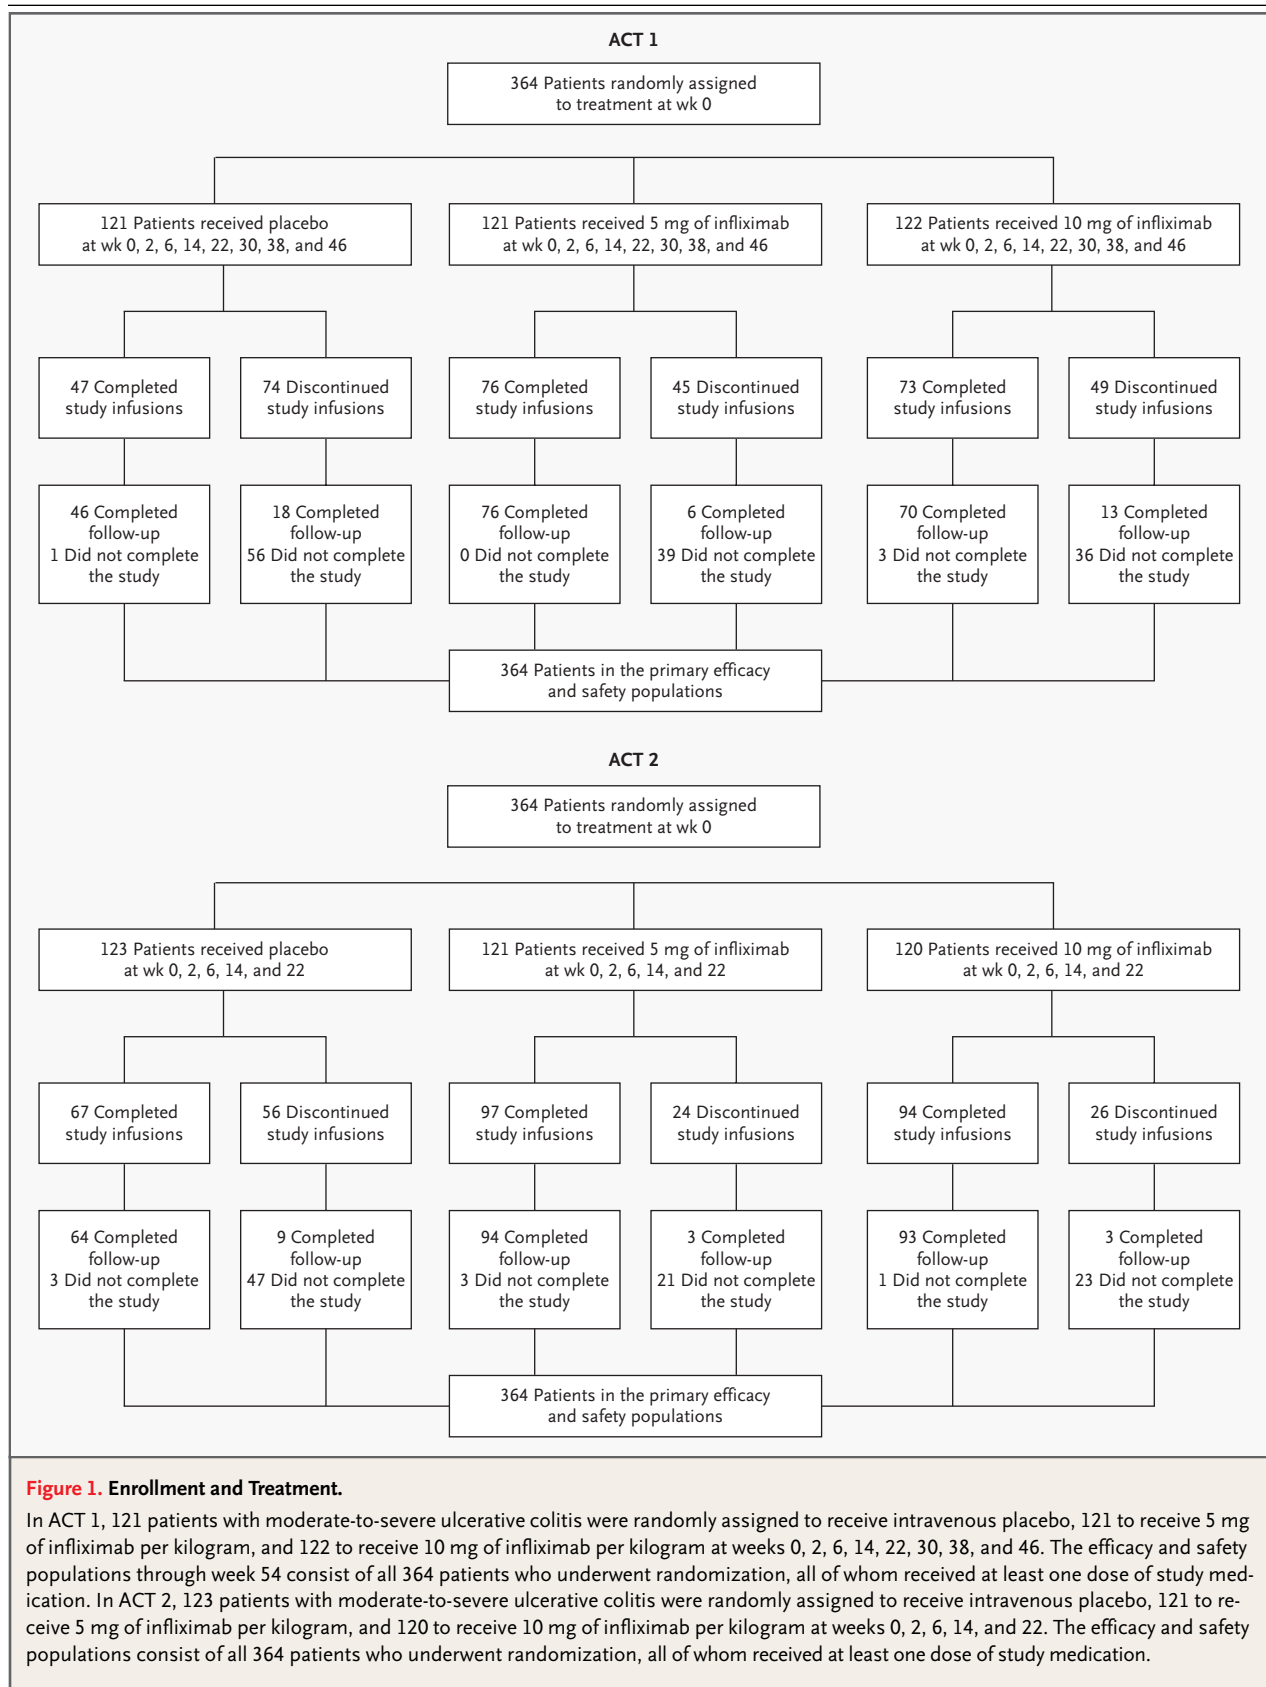 ACT 1
364 Patients randomly assigned
to treatment at wk 0
121 Patients received placebo
at wk 0, 2, 6, 14, 22, 30, 38, and 46
121 Patients received 5 mg of infliximab
at wk 0, 2, 6, 14, 22, 30, 38, and 46
122 Patients received 10 mg of infliximab
at wk 0, 2, 6, 14, 22, 30, 38, and 46
47 Completed
study infusions
74 Discontinued
study infusions
76 Completed
study infusions
45 Discontinued
study infusions
73 Completed
study infusions
49 Discontinued
study infusions
46 Completed
follow-up
1 Did not complete
the study
18 Completed
follow-up
56 Did not complete
the study
76 Completed
follow-up
0 Did not complete
the study
6 Completed
follow-up
39 Did not complete
the study
70 Completed
follow-up
3 Did not complete
the study
13 Completed
follow-up
36 Did not complete
the study
364 Patients in the primary efficacy
and safety populations
ACT 2
364 Patients randomly assigned
to treatment at wk 0
123 Patients received placebo
at wk 0, 2, 6, 14, and 22
121 Patients received 5 mg of infliximab
at wk 0, 2, 6, 14, and 22
120 Patients received 10 mg of infliximab
at wk 0, 2, 6, 14, and 22
67 Completed
study infusions
56 Discontinued
study infusions
97 Completed
study infusions
24 Discontinued
study infusions
94 Completed
study infusions
26 Discontinued
study infusions
64 Completed
follow-up
3 Did not complete
the study
9 Completed
follow-up
47 Did not complete
the study
94 Completed
follow-up
3 Did not complete
the study
3 Completed
follow-up
21 Did not complete
the study
93 Completed
follow-up
1 Did not complete
the study
3 Completed
follow-up
23 Did not complete
the study
364 Patients in the primary efficacy
and safety populations
Figure 1. Enrollment and Treatment.
In ACT 1, 121 patients with moderate-to-severe ulcerative colitis were randomly assigned to receive intravenous placebo, 121 to receive 5 mg
of infliximab per kilogram, and 122 to receive 10 mg of infliximab per kilogram at weeks 0, 2, 6, 14, 22, 30, 38, and 46. The efficacy and safety
populations through week 54 consist of all 364 patients who underwent randomization, all of whom received at least one dose of study med-
ication. In ACT 2, 123 patients with moderate-to-severe ulcerative colitis were randomly assigned to receive intravenous placebo, 121 to re-
ceive 5 mg of infliximab per kilogram, and 120 to receive 10 mg of infliximab per kilogram at weeks 0, 2, 6, 14, and 22. The efficacy and safety
populations consist of all 364 patients who underwent randomization, all of whom received at least one dose of study medication.